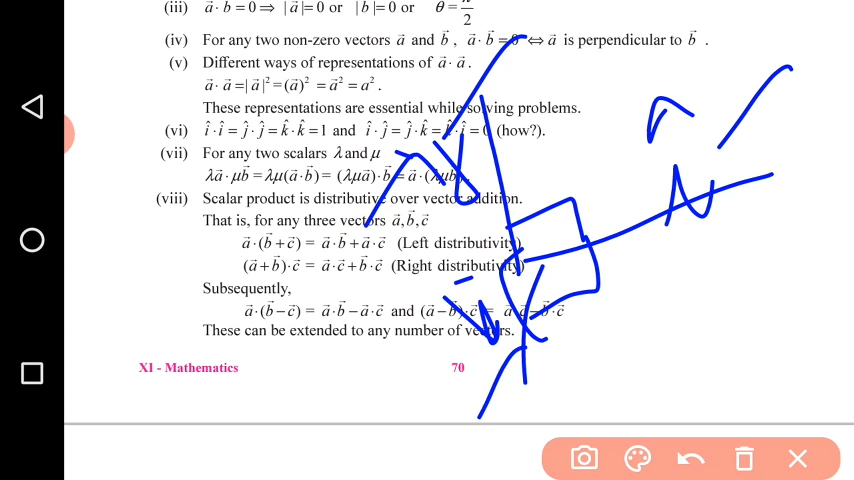 (iii) a⃗ · b⃗ = 0 ⇒ | a⃗ |= 0 or | b⃗ |= 0 or θ = π/2
(iv) For any two non-zero vectors a⃗ and b⃗ , a⃗ · b⃗ = 0 ⇔ a⃗ is perpendicular to b⃗ .
(v) Different ways of representations of a⃗ · a⃗ .
a⃗ · a⃗ =| a⃗ |² = (a⃗)² = a⃗² = a² .
These representations are essential while solving problems.
(vi) î · î = ĵ · ĵ = k̂ · k̂ = 1 and î · ĵ = ĵ · k̂ = k̂ · î = 0 (how?).
(vii) For any two scalars λ and μ
λa⃗ · μb⃗ = λμ(a⃗ · b⃗) = (λμa⃗) · b⃗ = a⃗ · (λμb⃗).
(viii) Scalar product is distributive over vector addition.
That is, for any three vectors a⃗, b⃗, c⃗
a⃗ · (b⃗ + c⃗) = a⃗ · b⃗ + a⃗ · c⃗ (Left distributivity)
(a⃗ + b⃗) · c⃗ = a⃗ · c⃗ + b⃗ · c⃗ (Right distributivity)
Subsequently,
a⃗ · (b⃗ − c⃗) = a⃗ · b⃗ − a⃗ · c⃗ and (a⃗ − b⃗) · c⃗ = a⃗ · c⃗ − b⃗ · c⃗
These can be extended to any number of vectors.
XI - Mathematics 70